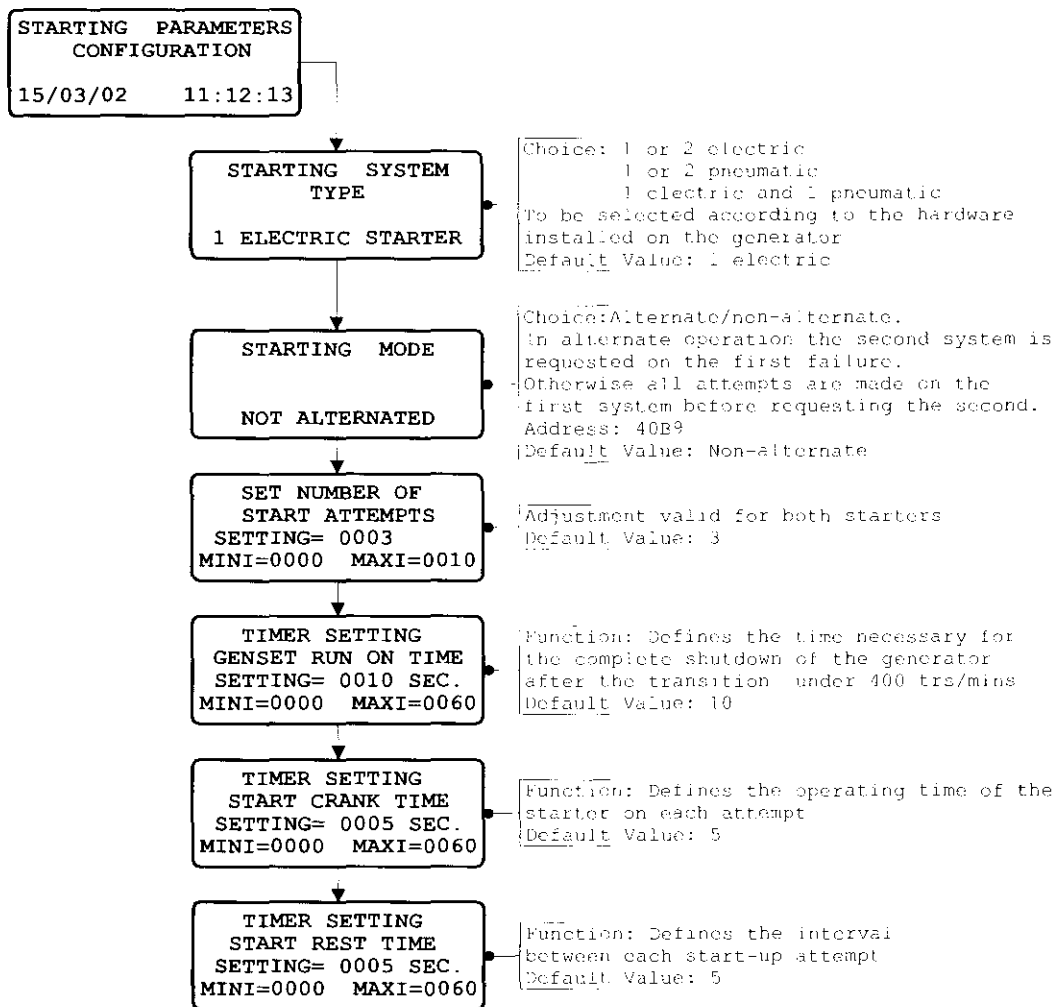 STARTING PARAMETERS
CONFIGURATION
15/03/02 11:12:13
STARTING SYSTEM
TYPE
1 ELECTRIC STARTER
Choice: 1 or 2 electric
1 or 2 pneumatic
1 electric and 1 pneumatic
To be selected according to the hardware
installed on the generator
Default Value: 1 electric
STARTING MODE
NOT ALTERNATED
Choice:Alternate/non-alternate.
In alternate operation the second system is
requested on the first failure.
Otherwise all attempts are made on the
first system before requesting the second.
Address: 40B9
Default Value: Non-alternate
SET NUMBER OF
START ATTEMPTS
SETTING= 0003
MINI=0000 MAXI=0010
Adjustment valid for both starters
Default Value: 3
TIMER SETTING
GENSET RUN ON TIME
SETTING= 0010 SEC.
MINI=0000 MAXI=0060
Function: Defines the time necessary for
the complete shutdown of the generator
after the transition under 400 trs/mins
Default Value: 10
TIMER SETTING
START CRANK TIME
SETTING= 0005 SEC.
MINI=0000 MAXI=0060
Function: Defines the operating time of the
starter on each attempt
Default Value: 5
TIMER SETTING
START REST TIME
SETTING= 0005 SEC.
MINI=0000 MAXI=0060
Function: Defines the interval
between each start-up attempt
Default Value: 5